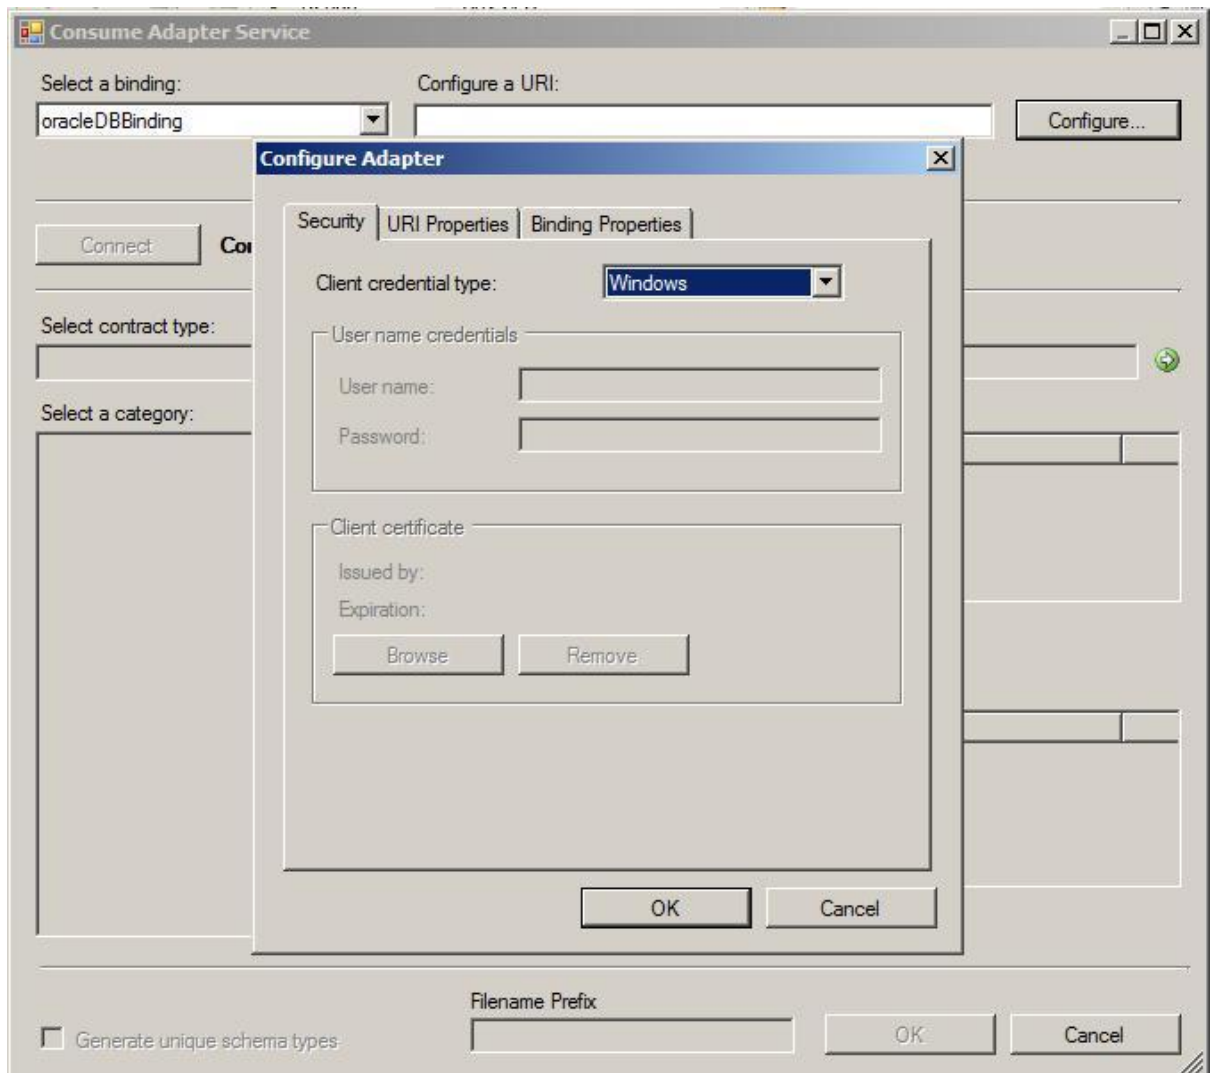 Consume Adapter Service
Select a binding:
Configure a URI:
oracleDBBinding
Configure...
Configure Adapter
Security
URI Properties
Binding Properties
Connect
Client credential type:
Windows
Select contract type:
User name credentials
User name:
Select a category:
Password:
Client certificate
Issued by:
Expiration:
Browse
Remove
OK
Cancel
Filename Prefix
Generate unique schema types
OK
Cancel